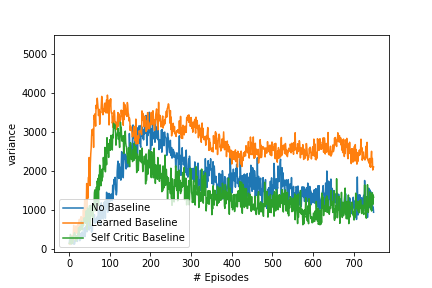 5000
4000
3000
2000
1000
0
variance
No Baseline
Learned Baseline
Self Critic Baseline
0 100 200 300 400 500 600 700
# Episodes